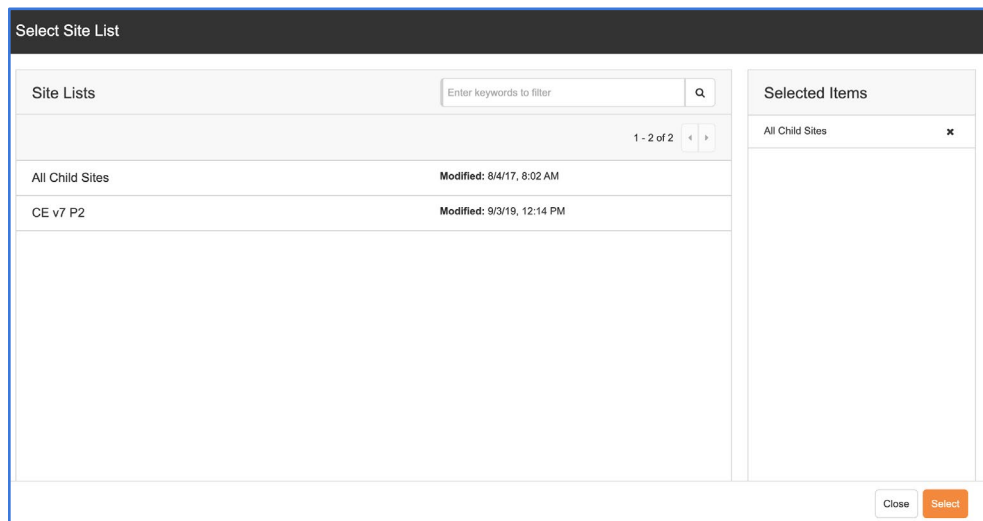 Select Site List
Site Lists
Enter keywords to filter
1 - 2 of 2
All Child Sites
Modified: 8/4/17, 8:02 AM
CE v7 P2
Modified: 9/3/19, 12:14 PM
Selected Items
All Child Sites
Close
Select